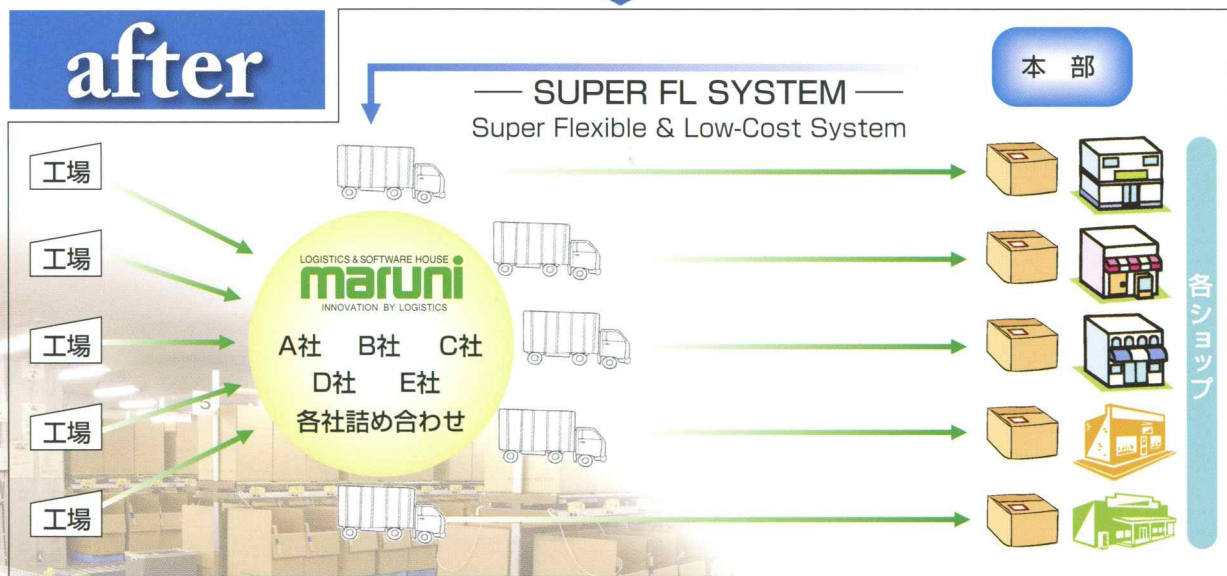 after
本部
SUPER FL SYSTEM
Super Flexible & Low-Cost System
工場
工場
工場
工場
工場
LOGISTICS & SOFTWARE HOUSE
maruni
INNOVATION BY LOGISTICS
A社 B社 C社
D社 E社
各社詰め合わせ
S
各ショップ